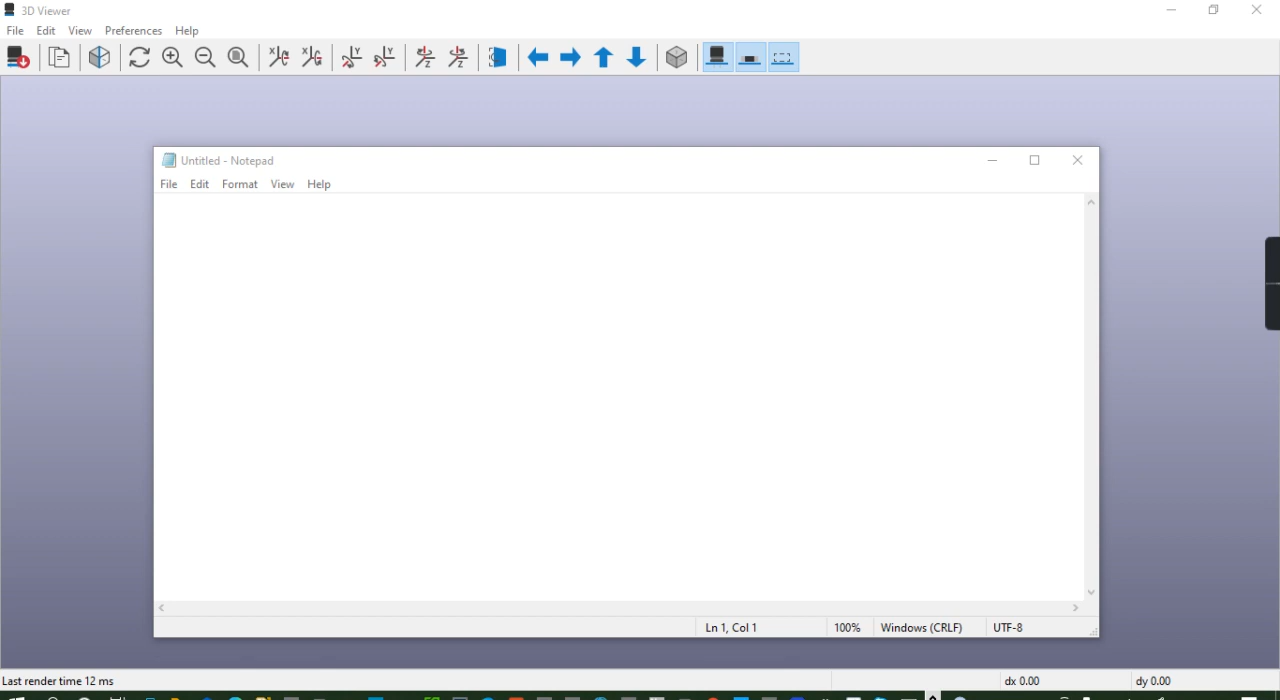 3D Viewer
File Edit View Preferences Help
Untitled - Notepad
File Edit Format View Help
Ln 1, Col 1 100% Windows (CRLF) UTF-8
Last render time 12 ms dx 0.00 dy 0.00